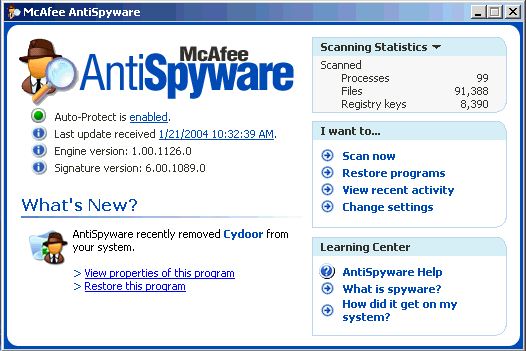 McAfee AntiSpyware
McAfee
AntiSpyware
Auto-Protect is enabled.
Last update received 1/21/2004 10:32:39 AM.
Engine version: 1.00.1126.0
Signature version: 6.00.1089.0
What's New?
AntiSpyware recently removed Cydoor from
your system.
> View properties of this program
> Restore this program
Scanning Statistics
Scanned
Processes 99
Files 91,388
Registry keys 8,390
I want to...
Scan now
Restore programs
View recent activity
Change settings
Learning Center
AntiSpyware Help
What is spyware?
How did it get on my
system?